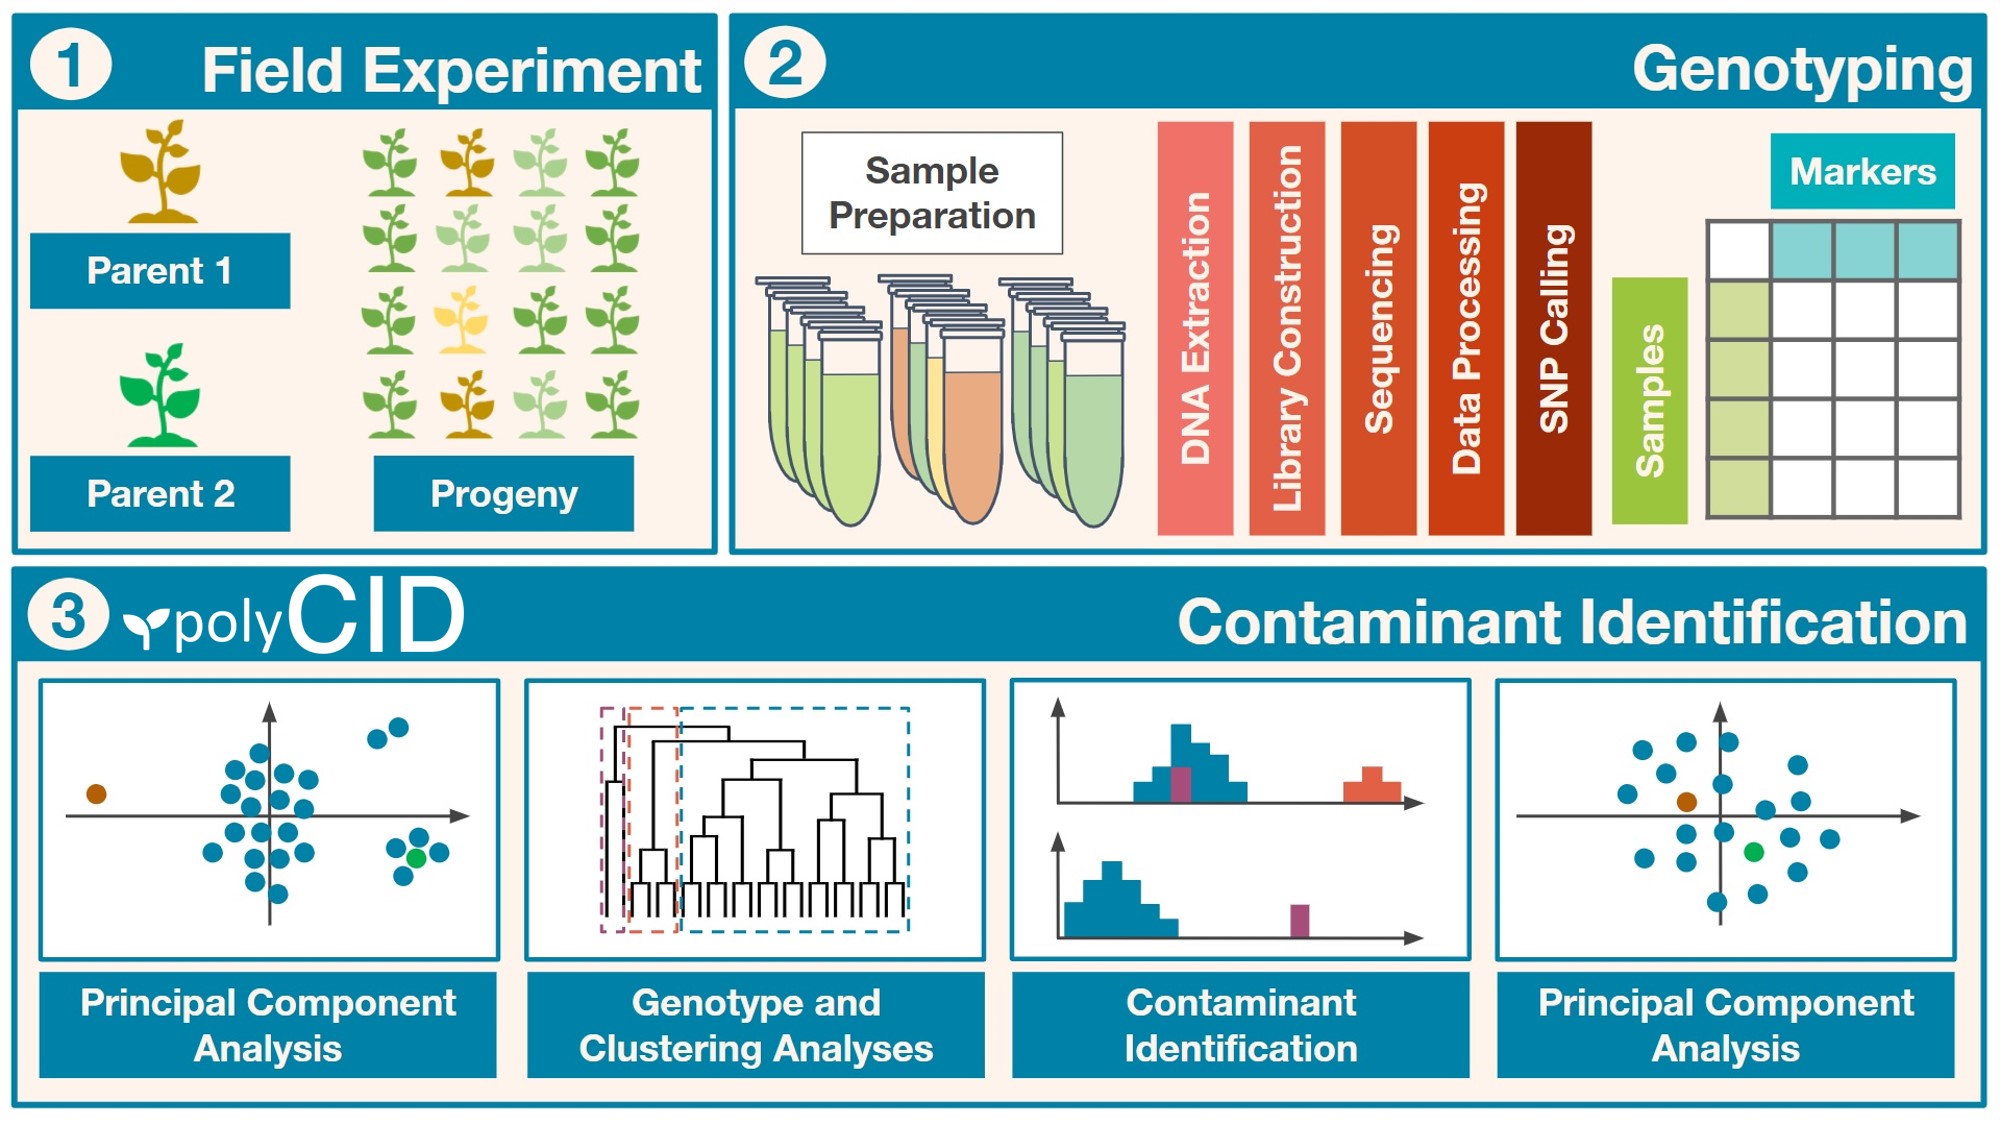 1
Field Experiment
Parent 1
Parent 2
Progeny
2
Genotyping
Sample
Preparation
DNA Extraction
Library Construction
Sequencing
Data Processing
SNP Calling
Samples
Markers
3
polyCID
Contaminant Identification
Principal Component
Analysis
Genotype and
Clustering Analyses
Contaminant
Identification
Principal Component
Analysis